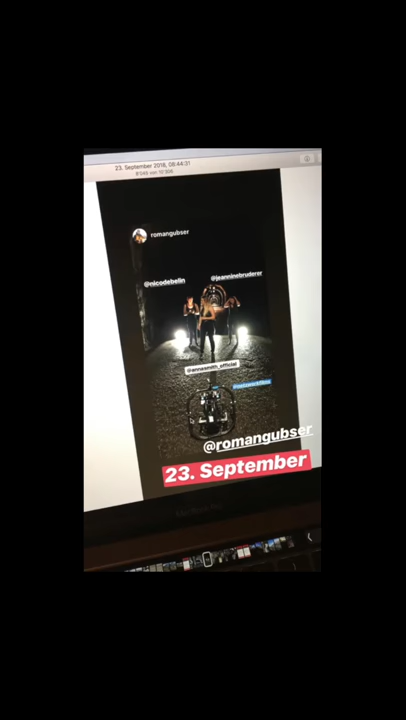 23. September 2018, 06:44:31
romangubser
@nicodebelin
@jeanninebruderer
@annasmith_official
@romangubser
23. September